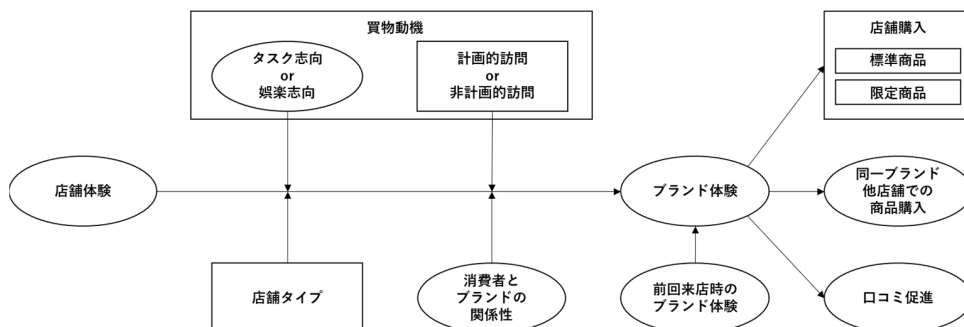 買物動機
タスク志向
or
娯楽志向
計画的訪問
or
非計画的訪問
店舗購入
標準商品
限定商品
店舗体験
ブランド体験
同一ブランド
他店舗での
商品購入
店舗タイプ
消費者と
ブランドの
関係性
前回来店時の
ブランド体験
口コミ促進